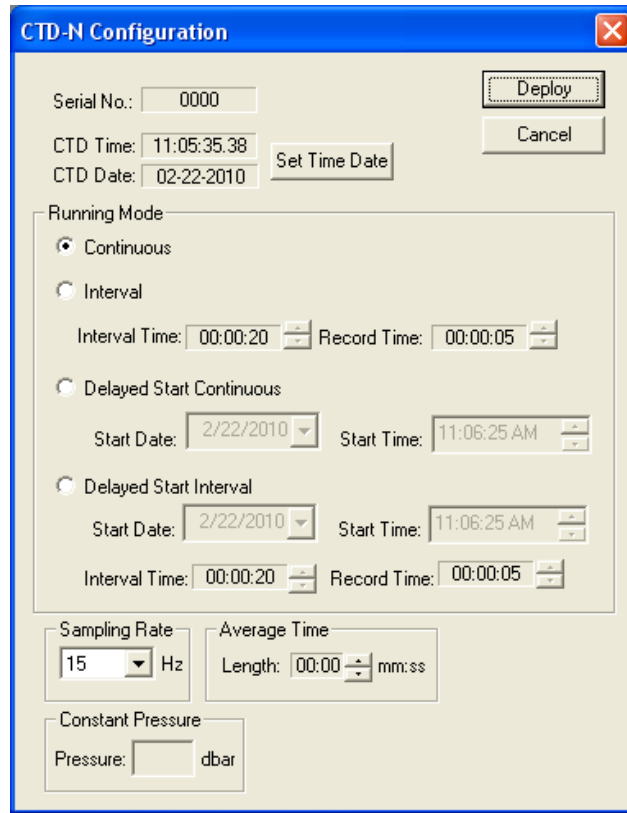 CTD-N Configuration
Serial No.: 0000
Deploy
CTD Time: 11:05:35.38
Cancel
CTD Date: 02-22-2010
Set Time Date
Running Mode
Continuous
Interval
Interval Time: 00:00:20 Record Time: 00:00:05
Delayed Start Continuous
Start Date: 2/22/2010 Start Time: 11:06:25 AM
Delayed Start Interval
Start Date: 2/22/2010 Start Time: 11:06:25 AM
Interval Time: 00:00:20 Record Time: 00:00:05
Sampling Rate
15 Hz
Average Time
Length: 00:00 mm:ss
Constant Pressure
Pressure: dbar